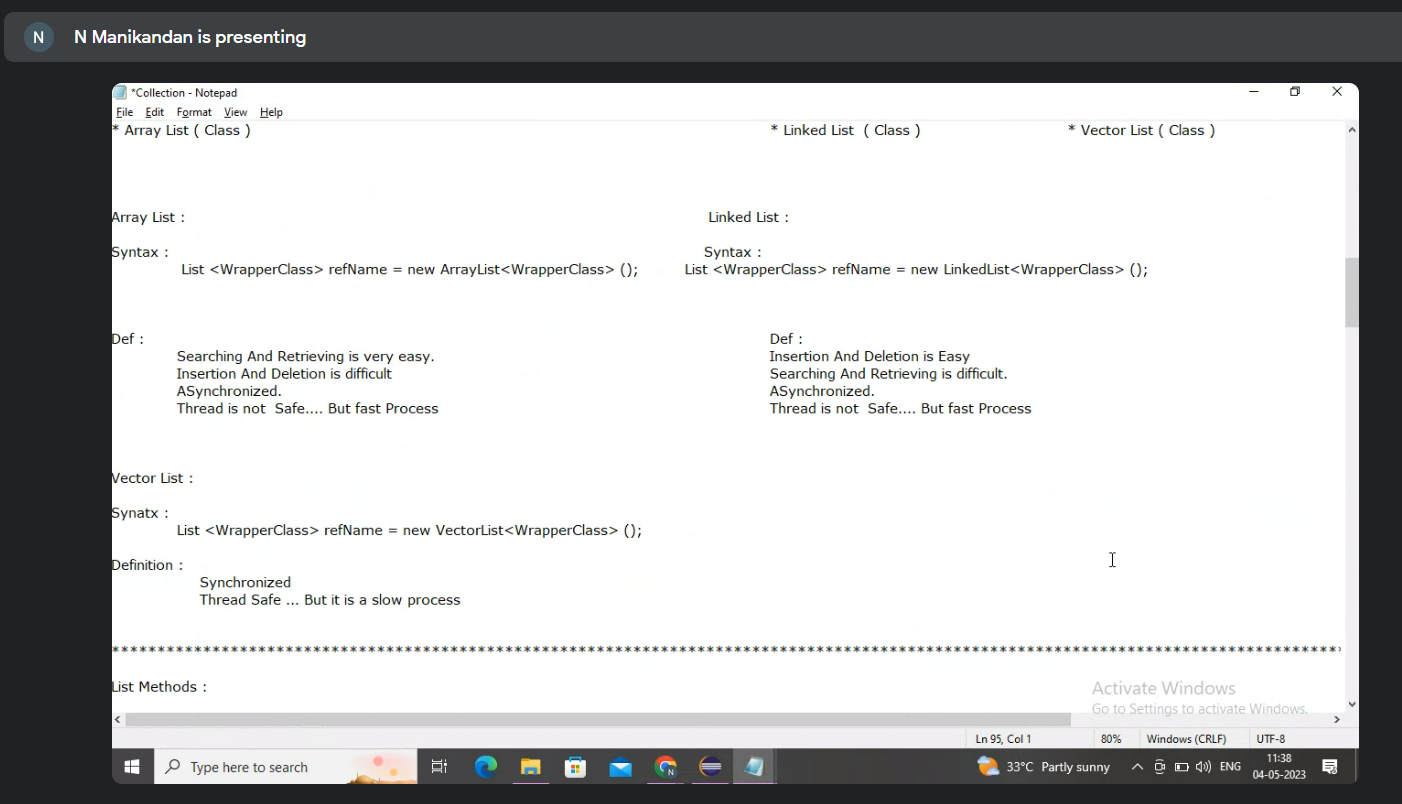 N N Manikandan is presenting
*Collection - Notepad
File Edit Format View Help
* Array List ( Class ) * Linked List ( Class ) * Vector List ( Class )
Array List : Linked List :
Syntax : Syntax :
List <WrapperClass> refName = new ArrayList<WrapperClass> (); List <WrapperClass> refName = new LinkedList<WrapperClass> ();
Def : Def :
Searching And Retrieving is very easy. Insertion And Deletion is Easy
Insertion And Deletion is difficult Searching And Retrieving is difficult.
ASynchronized. ASynchronized.
Thread is not Safe.... But fast Process Thread is not Safe.... But fast Process
Vector List :
Synatx :
List <WrapperClass> refName = new VectorList<WrapperClass> ();
Definition :
Synchronized
Thread Safe ... But it is a slow process
********************************************************************************************************************************************
List Methods :
Activate Windows
Go to Settings to activate Windows.
Ln 95, Col 1 80% Windows (CRLF) UTF-8
Type here to search N 33°C Partly sunny ENG 11:38
04-05-2023